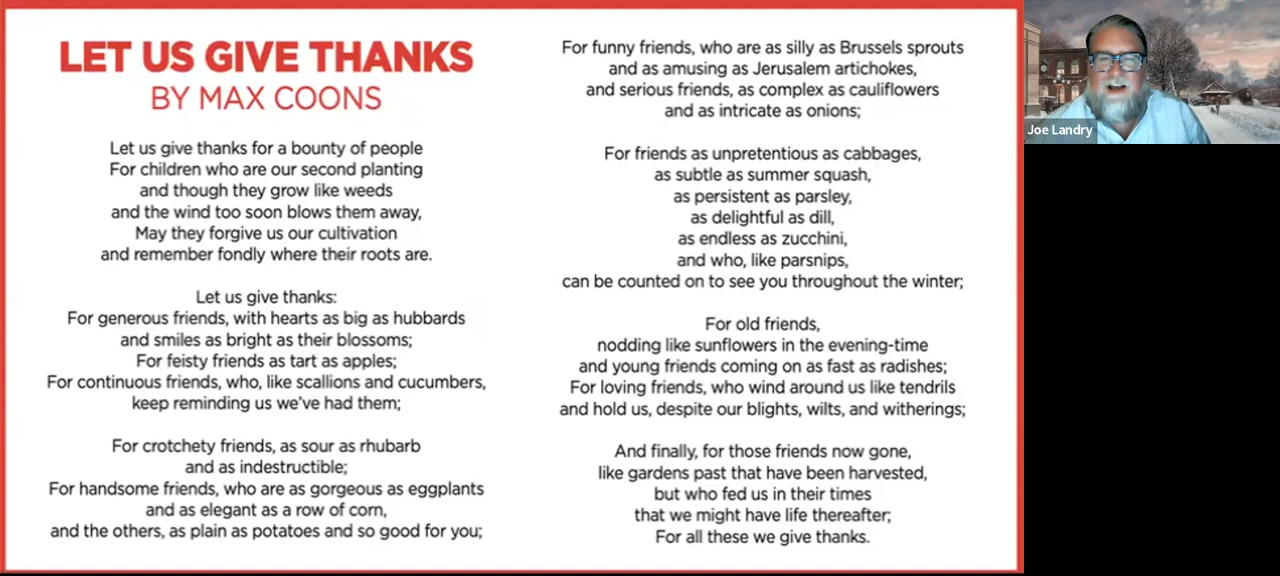 LET US GIVE THANKS
BY MAX COONS
Let us give thanks for a bounty of people
For children who are our second planting
and though they grow like weeds
and the wind too soon blows them away,
May they forgive us our cultivation
and remember fondly where their roots are.
Let us give thanks:
For generous friends, with hearts as big as hubbards
and smiles as bright as their blossoms;
For feisty friends as tart as apples;
For continuous friends, who, like scallions and cucumbers,
keep reminding us we've had them;
For crotchety friends, as sour as rhubarb
and as indestructible;
For handsome friends, who are as gorgeous as eggplants
and as elegant as a row of corn,
and the others, as plain as potatoes and so good for you;
For funny friends, who are as silly as Brussels sprouts
and as amusing as Jerusalem artichokes,
and serious friends, as complex as cauliflowers
and as intricate as onions;
For friends as unpretentious as cabbages,
as subtle as summer squash,
as persistent as parsley,
as delightful as dill,
as endless as zucchini,
and who, like parsnips,
can be counted on to see you throughout the winter;
For old friends,
nodding like sunflowers in the evening-time
and young friends coming on as fast as radishes;
For loving friends, who wind around us like tendrils
and hold us, despite our blights, wilts, and witherings;
And finally, for those friends now gone,
like gardens past that have been harvested,
but who fed us in their times
that we might have life thereafter;
For all these we give thanks.
Joe Landry